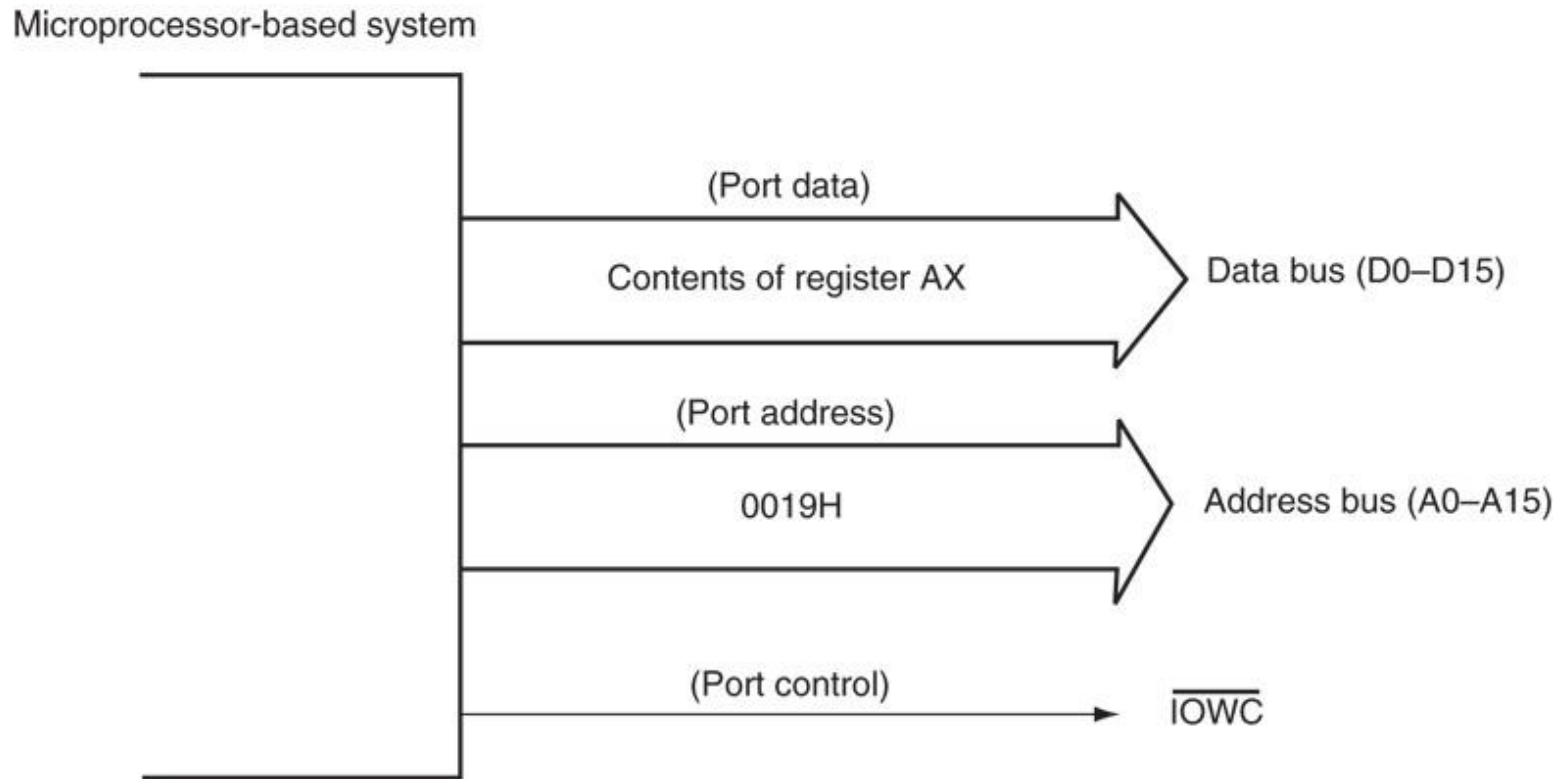 Microprocessor-based system
(Port data)
Contents of register AX
Data bus (D0–D15)
(Port address)
0019H
Address bus (A0–A15)
(Port control)
I̅O̅W̅C̅